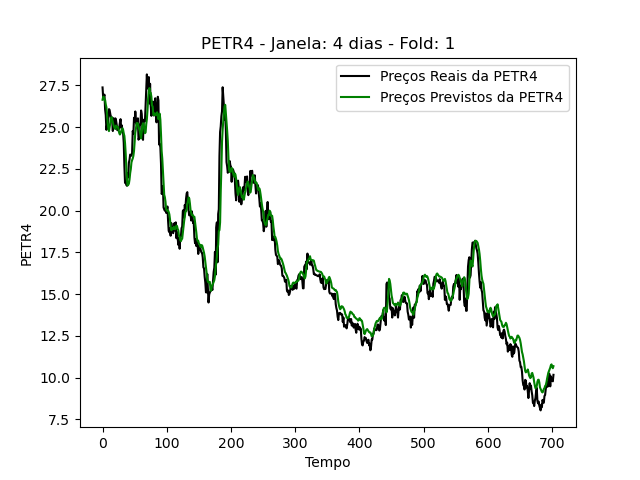 PETR4 - Janela: 4 dias - Fold: 1
Preços Reais da PETR4
Preços Previstos da PETR4
PETR4
27.5
25.0
22.5
20.0
17.5
15.0
12.5
10.0
7.5
0 100 200 300 400 500 600 700
Tempo